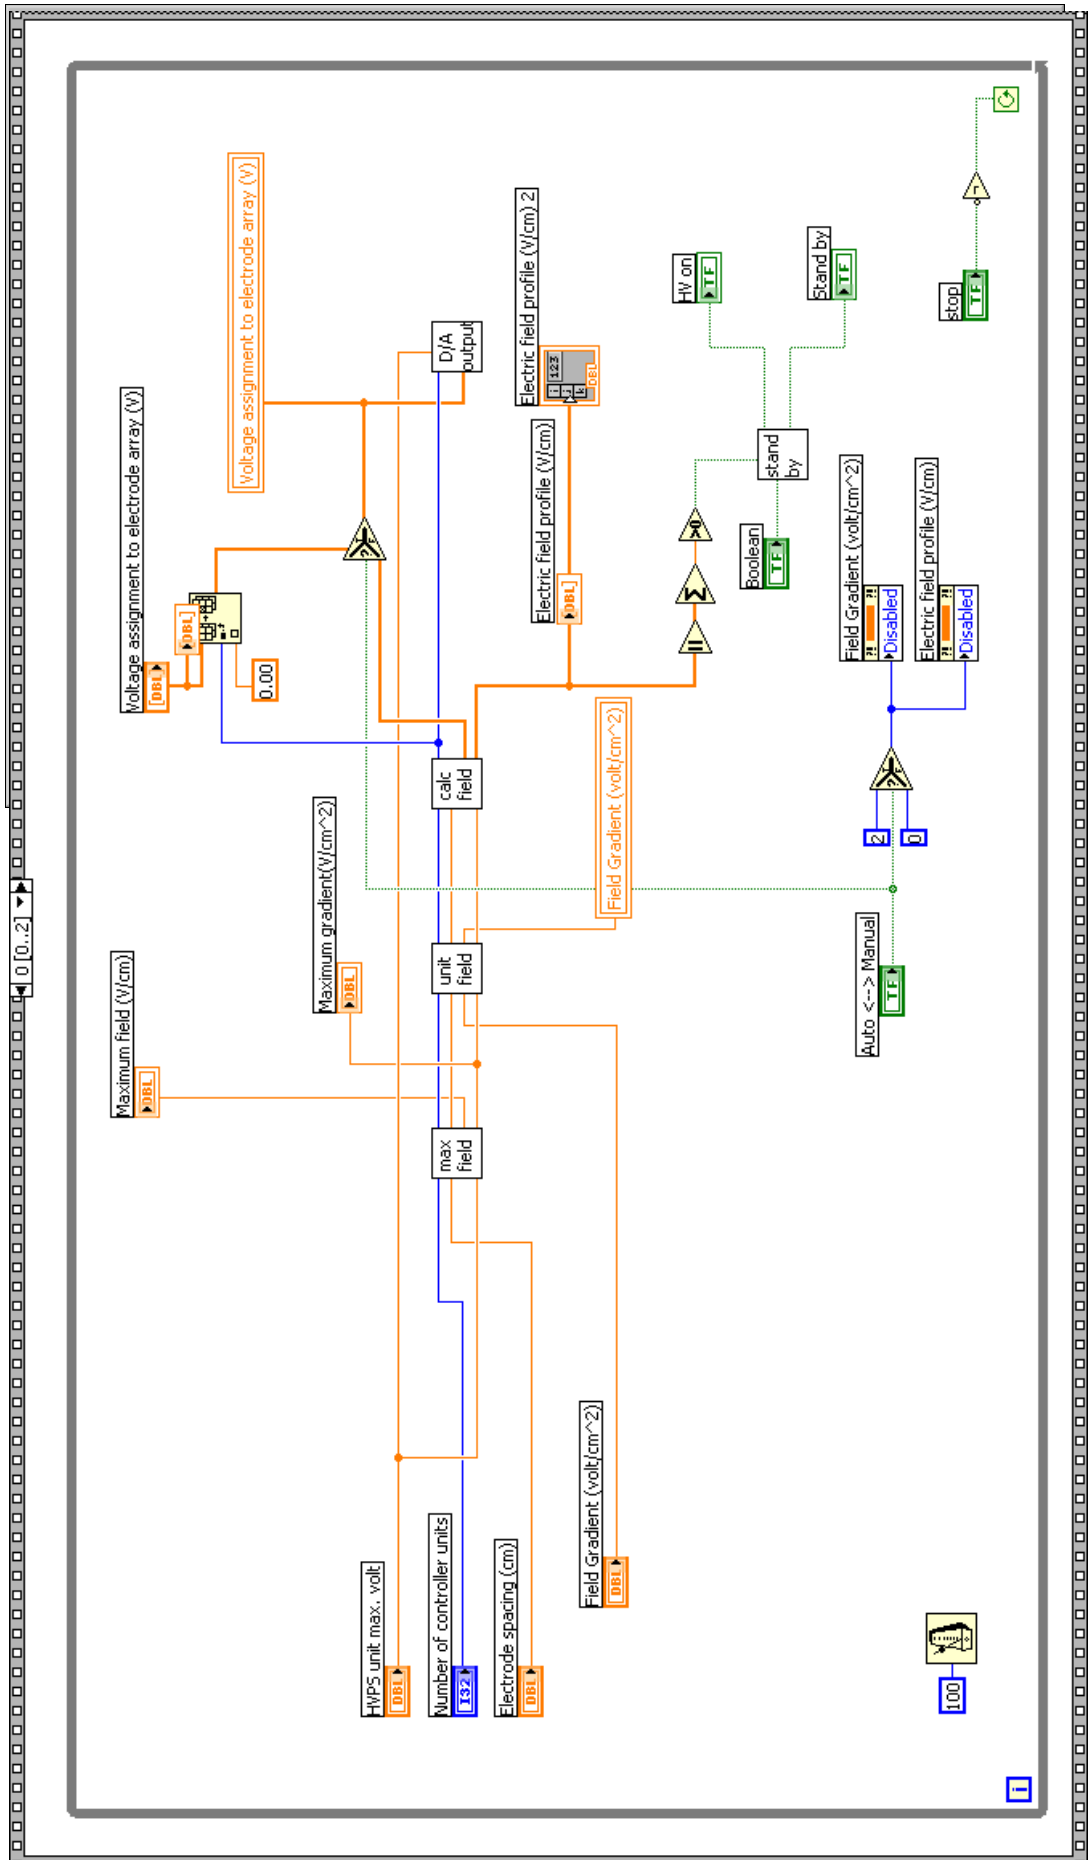 0 [0..2]
HVPS unit max. volt
DBL
Number of controller units
I32
Electrode spacing (cm)
DBL
Field Gradient (volt/cm^2)
DBL
100
i
Maximum field (V/cm)
DBL
max
field
Maximum gradient(V/cm^2)
DBL
unit
field
Field Gradient (volt/cm^2)
calc
field
Auto <--> Manual
TF
2
0
Voltage assignment to electrode array (V)
[DBL]
DBL]
0.00
Voltage assignment to electrode array (V)
D/A
output
Electric field profile (V/cm)
DBL]
Electric field profile (V/cm) 2
123
i
j
k
DBL
Σ
>0
Boolean
TF
stand
by
HV on
TF
Stand by
TF
Field Gradient (volt/cm^2)
?!
?!
Disabled
Electric field profile (V/cm)
?!
?!
Disabled
stop
TF